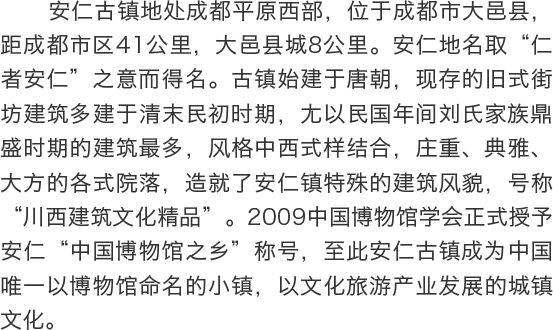 安仁古镇地处成都平原西部，位于成都市大邑县，
距成都市区41公里，大邑县城8公里。安仁地名取“仁
者安仁”之意而得名。古镇始建于唐朝，现存的旧式街
坊建筑多建于清末民初时期，尤以民国年间刘氏家族鼎
盛时期的建筑最多，风格中西式样结合，庄重、典雅、
大方的各式院落，造就了安仁镇特殊的建筑风貌，号称
“川西建筑文化精品”。2009中国博物馆学会正式授予
安仁“中国博物馆之乡”称号，至此安仁古镇成为中国
唯一以博物馆命名的小镇，以文化旅游产业发展的城镇
文化。